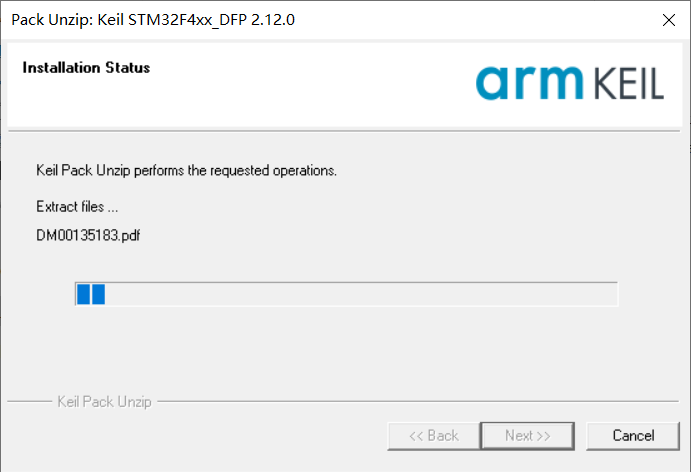 Pack Unzip: Keil STM32F4xx_DFP 2.12.0
Installation Status
arm KEIL
Keil Pack Unzip performs the requested operations.
Extract files ...
DM00135183.pdf
Keil Pack Unzip
<< Back Next >> Cancel